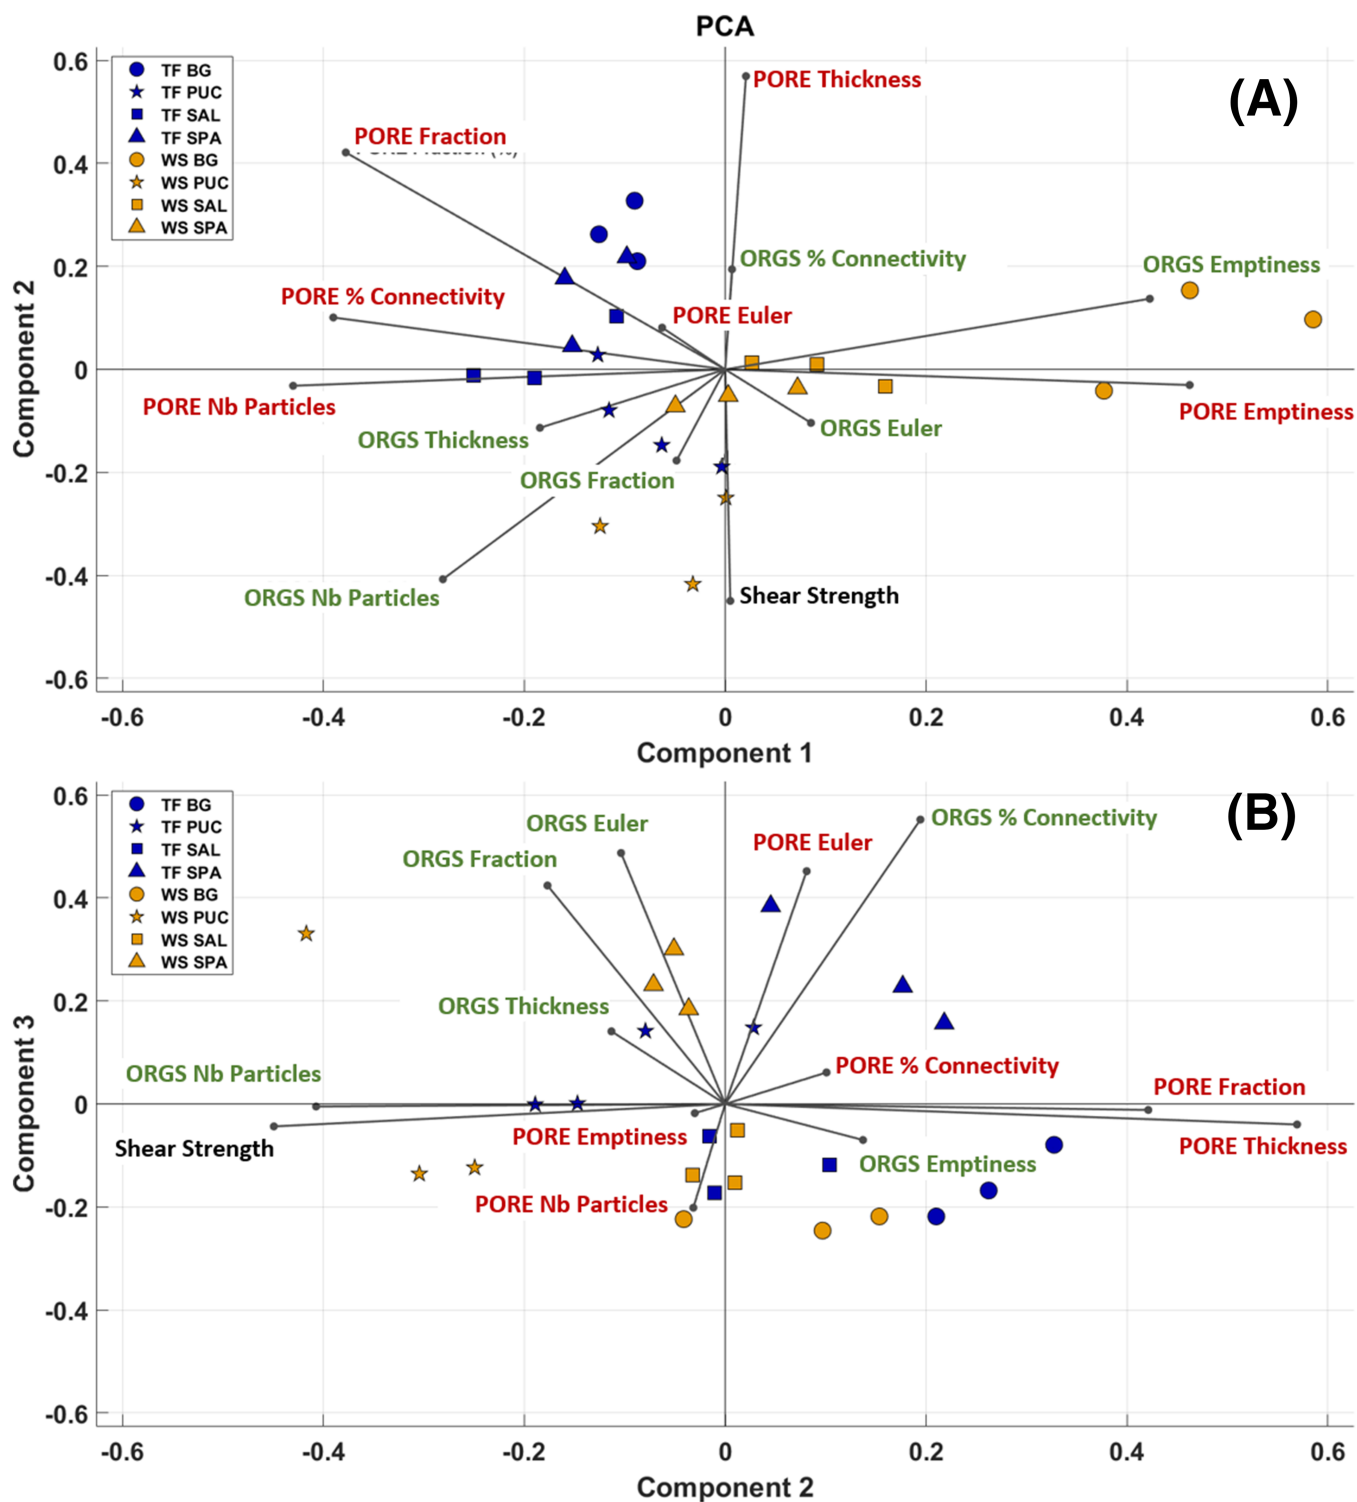 PCA
(A)
0.6
0.4
0.2
0
-0.2
-0.4
-0.6
Component 2
TF BG
TF PUC
TF SAL
TF SPA
WS BG
WS PUC
WS SAL
WS SPA
PORE Thickness
PORE Fraction
ORGS % Connectivity
ORGS Emptiness
PORE % Connectivity
PORE Euler
PORE Nb Particles
PORE Emptiness
ORGS Thickness
ORGS Euler
ORGS Fraction
ORGS Nb Particles
Shear Strength
-0.6
-0.4
-0.2
0
0.2
0.4
0.6
Component 1
(B)
0.6
0.4
0.2
0
-0.2
-0.4
-0.6
Component 3
TF BG
TF PUC
TF SAL
TF SPA
WS BG
WS PUC
WS SAL
WS SPA
ORGS % Connectivity
ORGS Euler
PORE Euler
ORGS Fraction
ORGS Thickness
PORE % Connectivity
ORGS Nb Particles
PORE Fraction
PORE Emptiness
Shear Strength
PORE Thickness
ORGS Emptiness
PORE Nb Particles
-0.6
-0.4
-0.2
0
0.2
0.4
0.6
Component 2